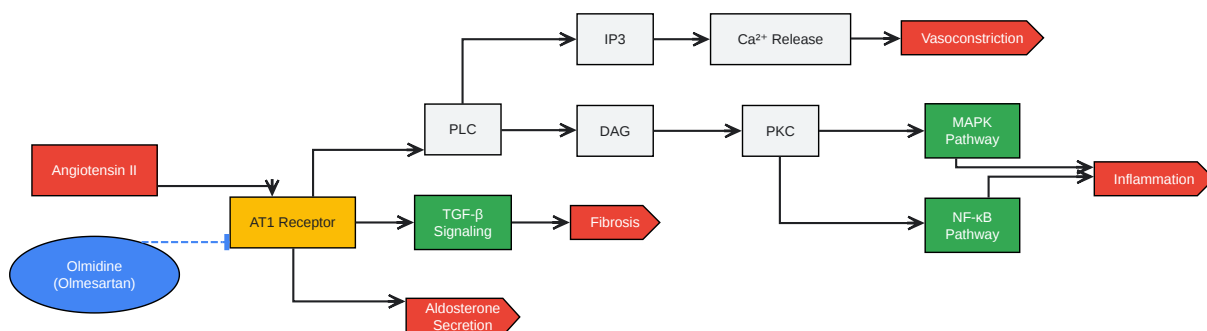 IP3
Ca²⁺ Release
Vasoconstriction
PLC
DAG
PKC
MAPK
Pathway
Angiotensin II
Inflammation
AT1 Receptor
TGF-β
Signaling
Fibrosis
NF-κB
Pathway
Olmidine
(Olmesartan)
Aldosterone
Secretion